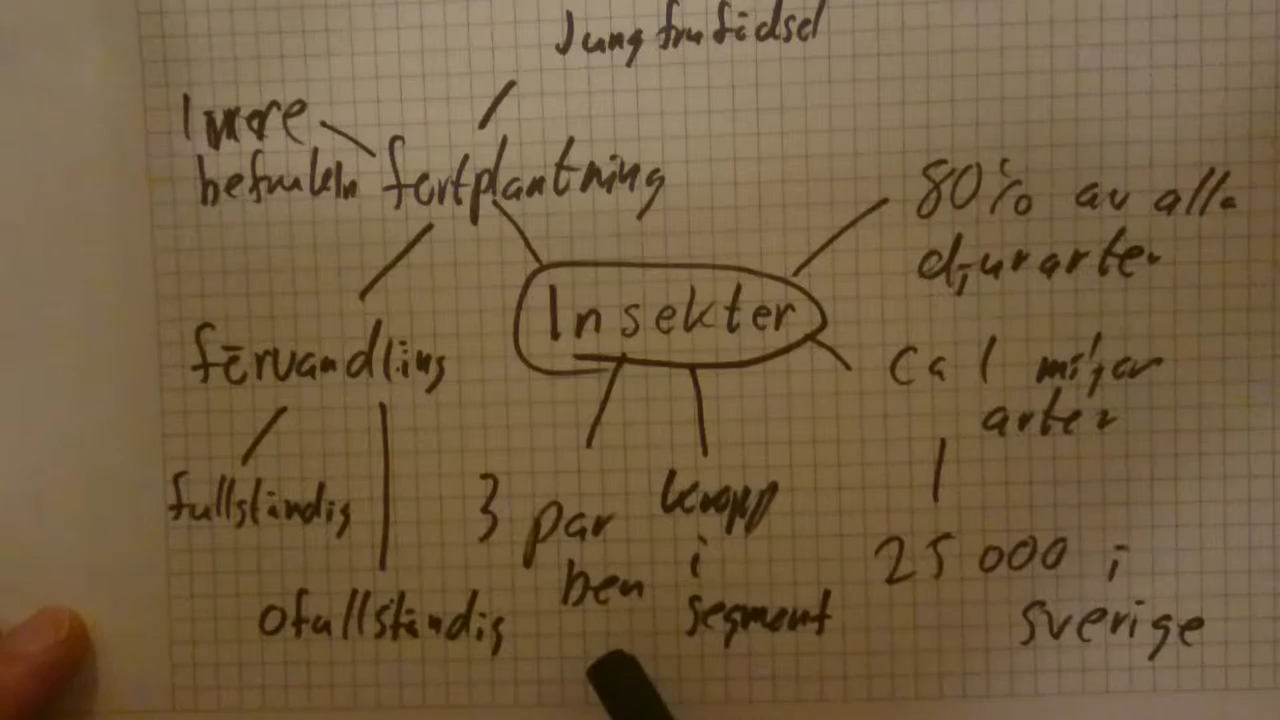 Jungfrufödsel
Inre
befruktn
fortplantning
80% av alla
djurarter
Insekter
förvandling
Ca 1 miljon
arter
fullständig
3 par
ben
kropp
i
segment
25 000 i
sverige
ofullständig